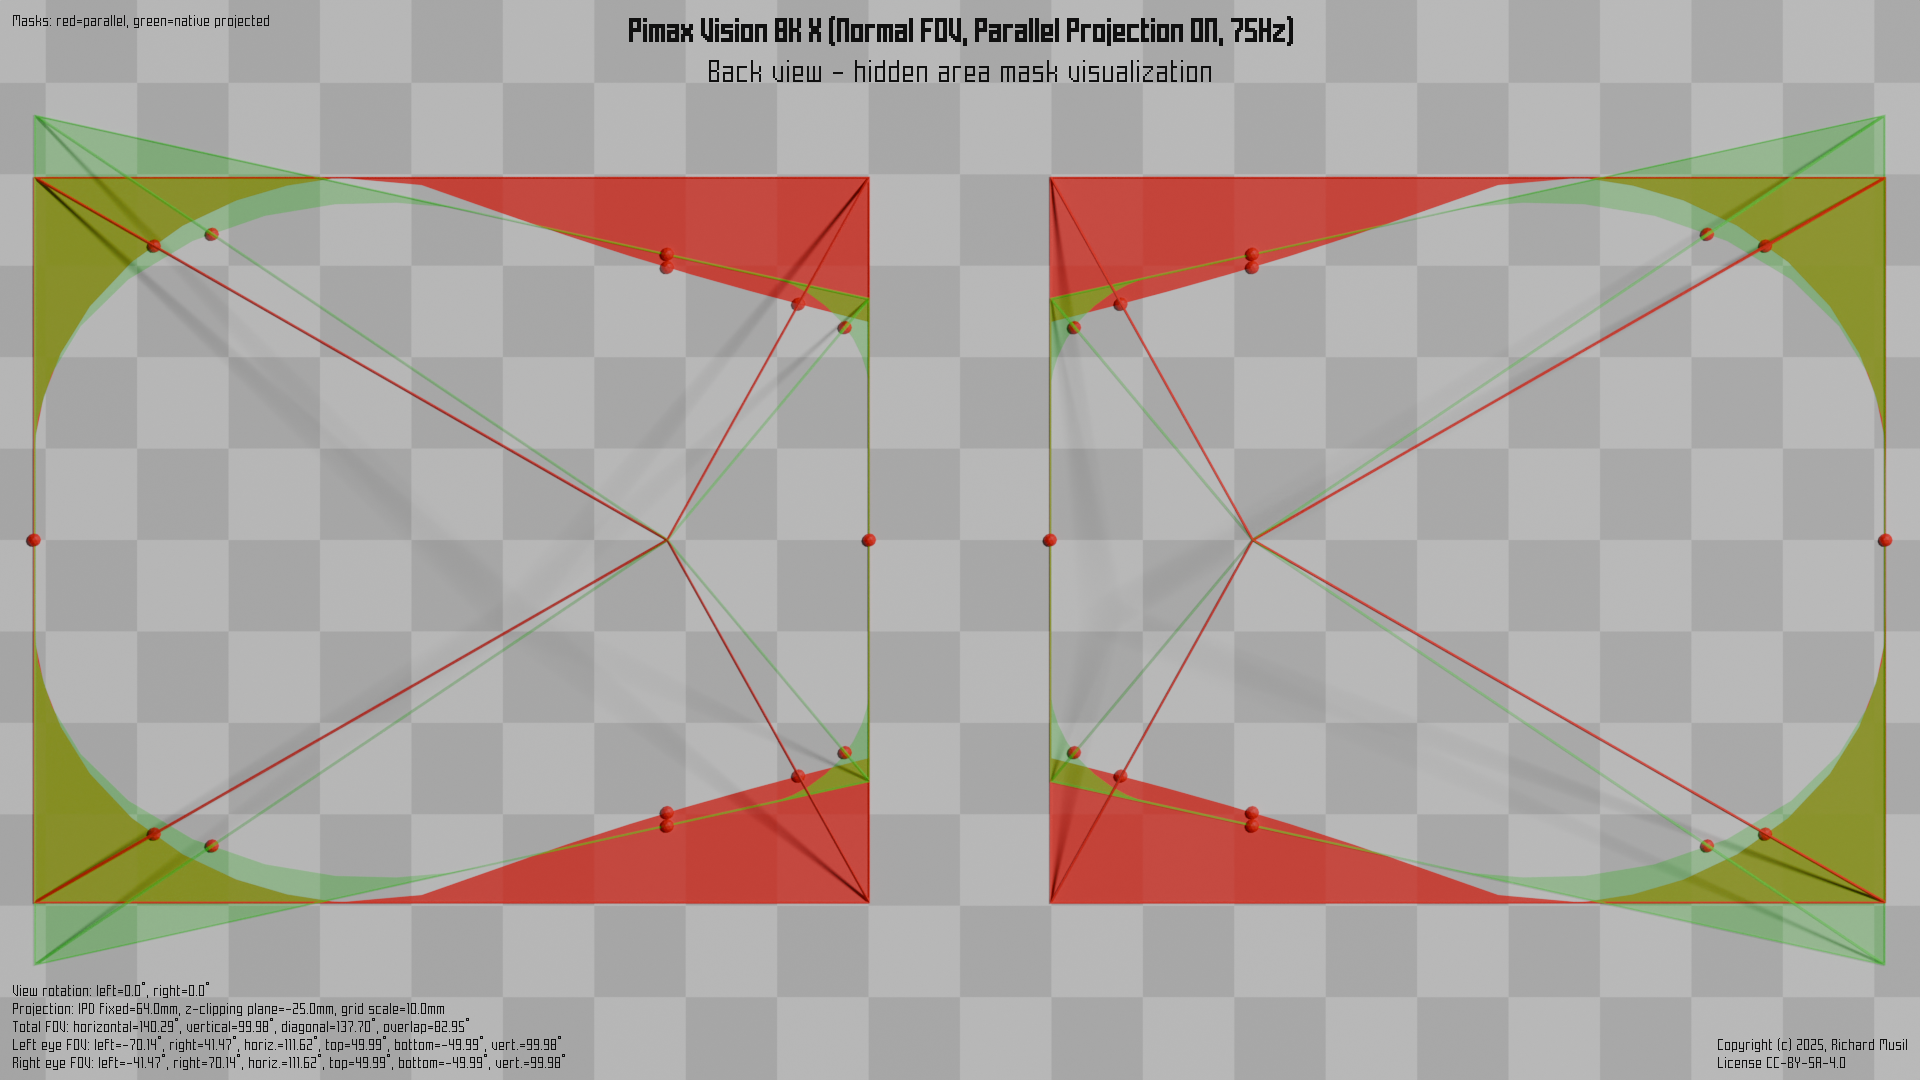 Masks: red=parallel, green=native projected
Pimax Vision 8K X (Normal FOV, Parallel Projection ON, 75Hz)
Back view - hidden area mask visualization
View rotation: left=0.0°, right=0.0°
Projection: IPD fixed=64.0mm, z-clipping plane=-25.0mm, grid scale=10.0mm
Total FOV: horizontal=140.29°, vertical=99.98°, diagonal=137.70°, overlap=82.95°
Left eye FOV: left=-70.14°, right=41.47°, horiz.=111.62°, top=49.99°, bottom=-49.99°, vert.=99.98°
Right eye FOV: left=-41.47°, right=70.14°, horiz.=111.62°, top=49.99°, bottom=-49.99°, vert.=99.98°
Copyright (c) 2025, Richard Musil
License CC-BY-SA-4.0